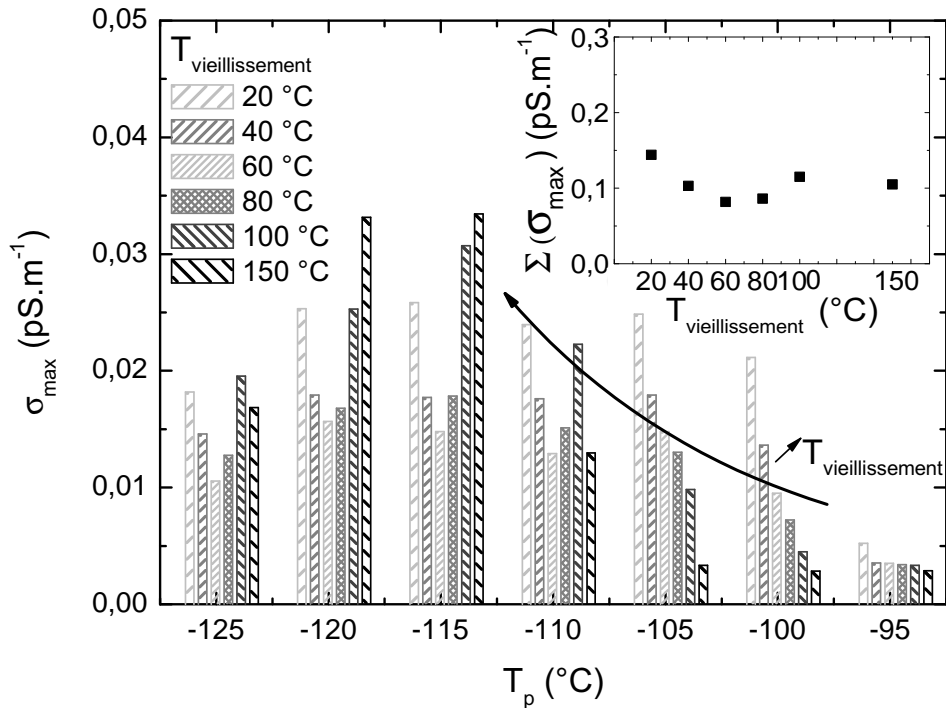 0,05
0,04
0,03
0,02
0,01
0,00
σmax (pS.m-1)
Tvieillissement
20 °C
40 °C
60 °C
80 °C
100 °C
150 °C
0,3
0,2
0,1
0,0
Σ (σmax) (pS.m-1)
20 40 60 80 100 150
Tvieillissement (°C)
Tvieillissement
-125 -120 -115 -110 -105 -100 -95
Tp (°C)